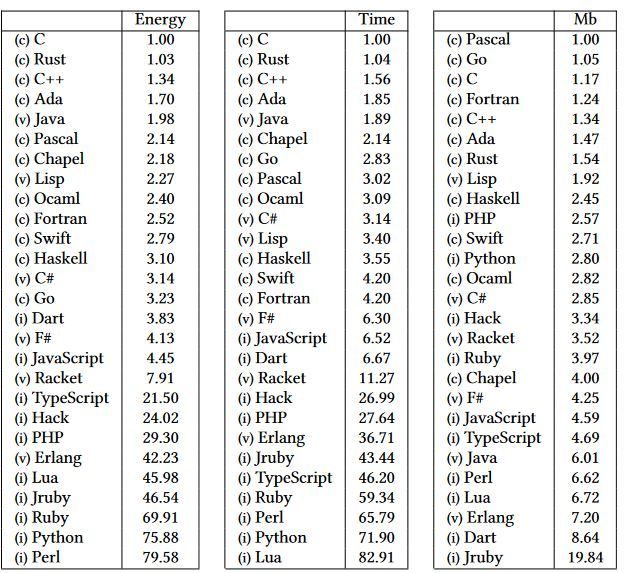 Energy Time Mb
(c) C 1.00 (c) C 1.00 (c) Pascal 1.00
(c) Rust 1.03 (c) Rust 1.04 (c) Go 1.05
(c) C++ 1.34 (c) C++ 1.56 (c) C 1.17
(c) Ada 1.70 (c) Ada 1.85 (c) Fortran 1.24
(v) Java 1.98 (v) Java 1.89 (c) C++ 1.34
(c) Pascal 2.14 (c) Chapel 2.14 (c) Ada 1.47
(c) Chapel 2.18 (c) Go 2.83 (c) Rust 1.54
(v) Lisp 2.27 (c) Pascal 3.02 (v) Lisp 1.92
(c) Ocaml 2.40 (c) Ocaml 3.09 (c) Haskell 2.45
(c) Fortran 2.52 (v) C# 3.14 (i) PHP 2.57
(c) Swift 2.79 (v) Lisp 3.40 (c) Swift 2.71
(c) Haskell 3.10 (c) Haskell 3.55 (i) Python 2.80
(v) C# 3.14 (c) Swift 4.20 (c) Ocaml 2.82
(c) Go 3.23 (c) Fortran 4.20 (v) C# 2.85
(i) Dart 3.83 (v) F# 6.30 (i) Hack 3.34
(v) F# 4.13 (i) JavaScript 6.52 (v) Racket 3.52
(i) JavaScript 4.45 (i) Dart 6.67 (i) Ruby 3.97
(v) Racket 7.91 (v) Racket 11.27 (c) Chapel 4.00
(i) TypeScript 21.50 (i) Hack 26.99 (v) F# 4.25
(i) Hack 24.02 (i) PHP 27.64 (i) JavaScript 4.59
(i) PHP 29.30 (v) Erlang 36.71 (i) TypeScript 4.69
(v) Erlang 42.23 (i) Jruby 43.44 (v) Java 6.01
(i) Lua 45.98 (i) TypeScript 46.20 (i) Perl 6.62
(i) Jruby 46.54 (i) Ruby 59.34 (i) Lua 6.72
(i) Ruby 69.91 (i) Perl 65.79 (v) Erlang 7.20
(i) Python 75.88 (i) Python 71.90 (i) Dart 8.64
(i) Perl 79.58 (i) Lua 82.91 (i) Jruby 19.84